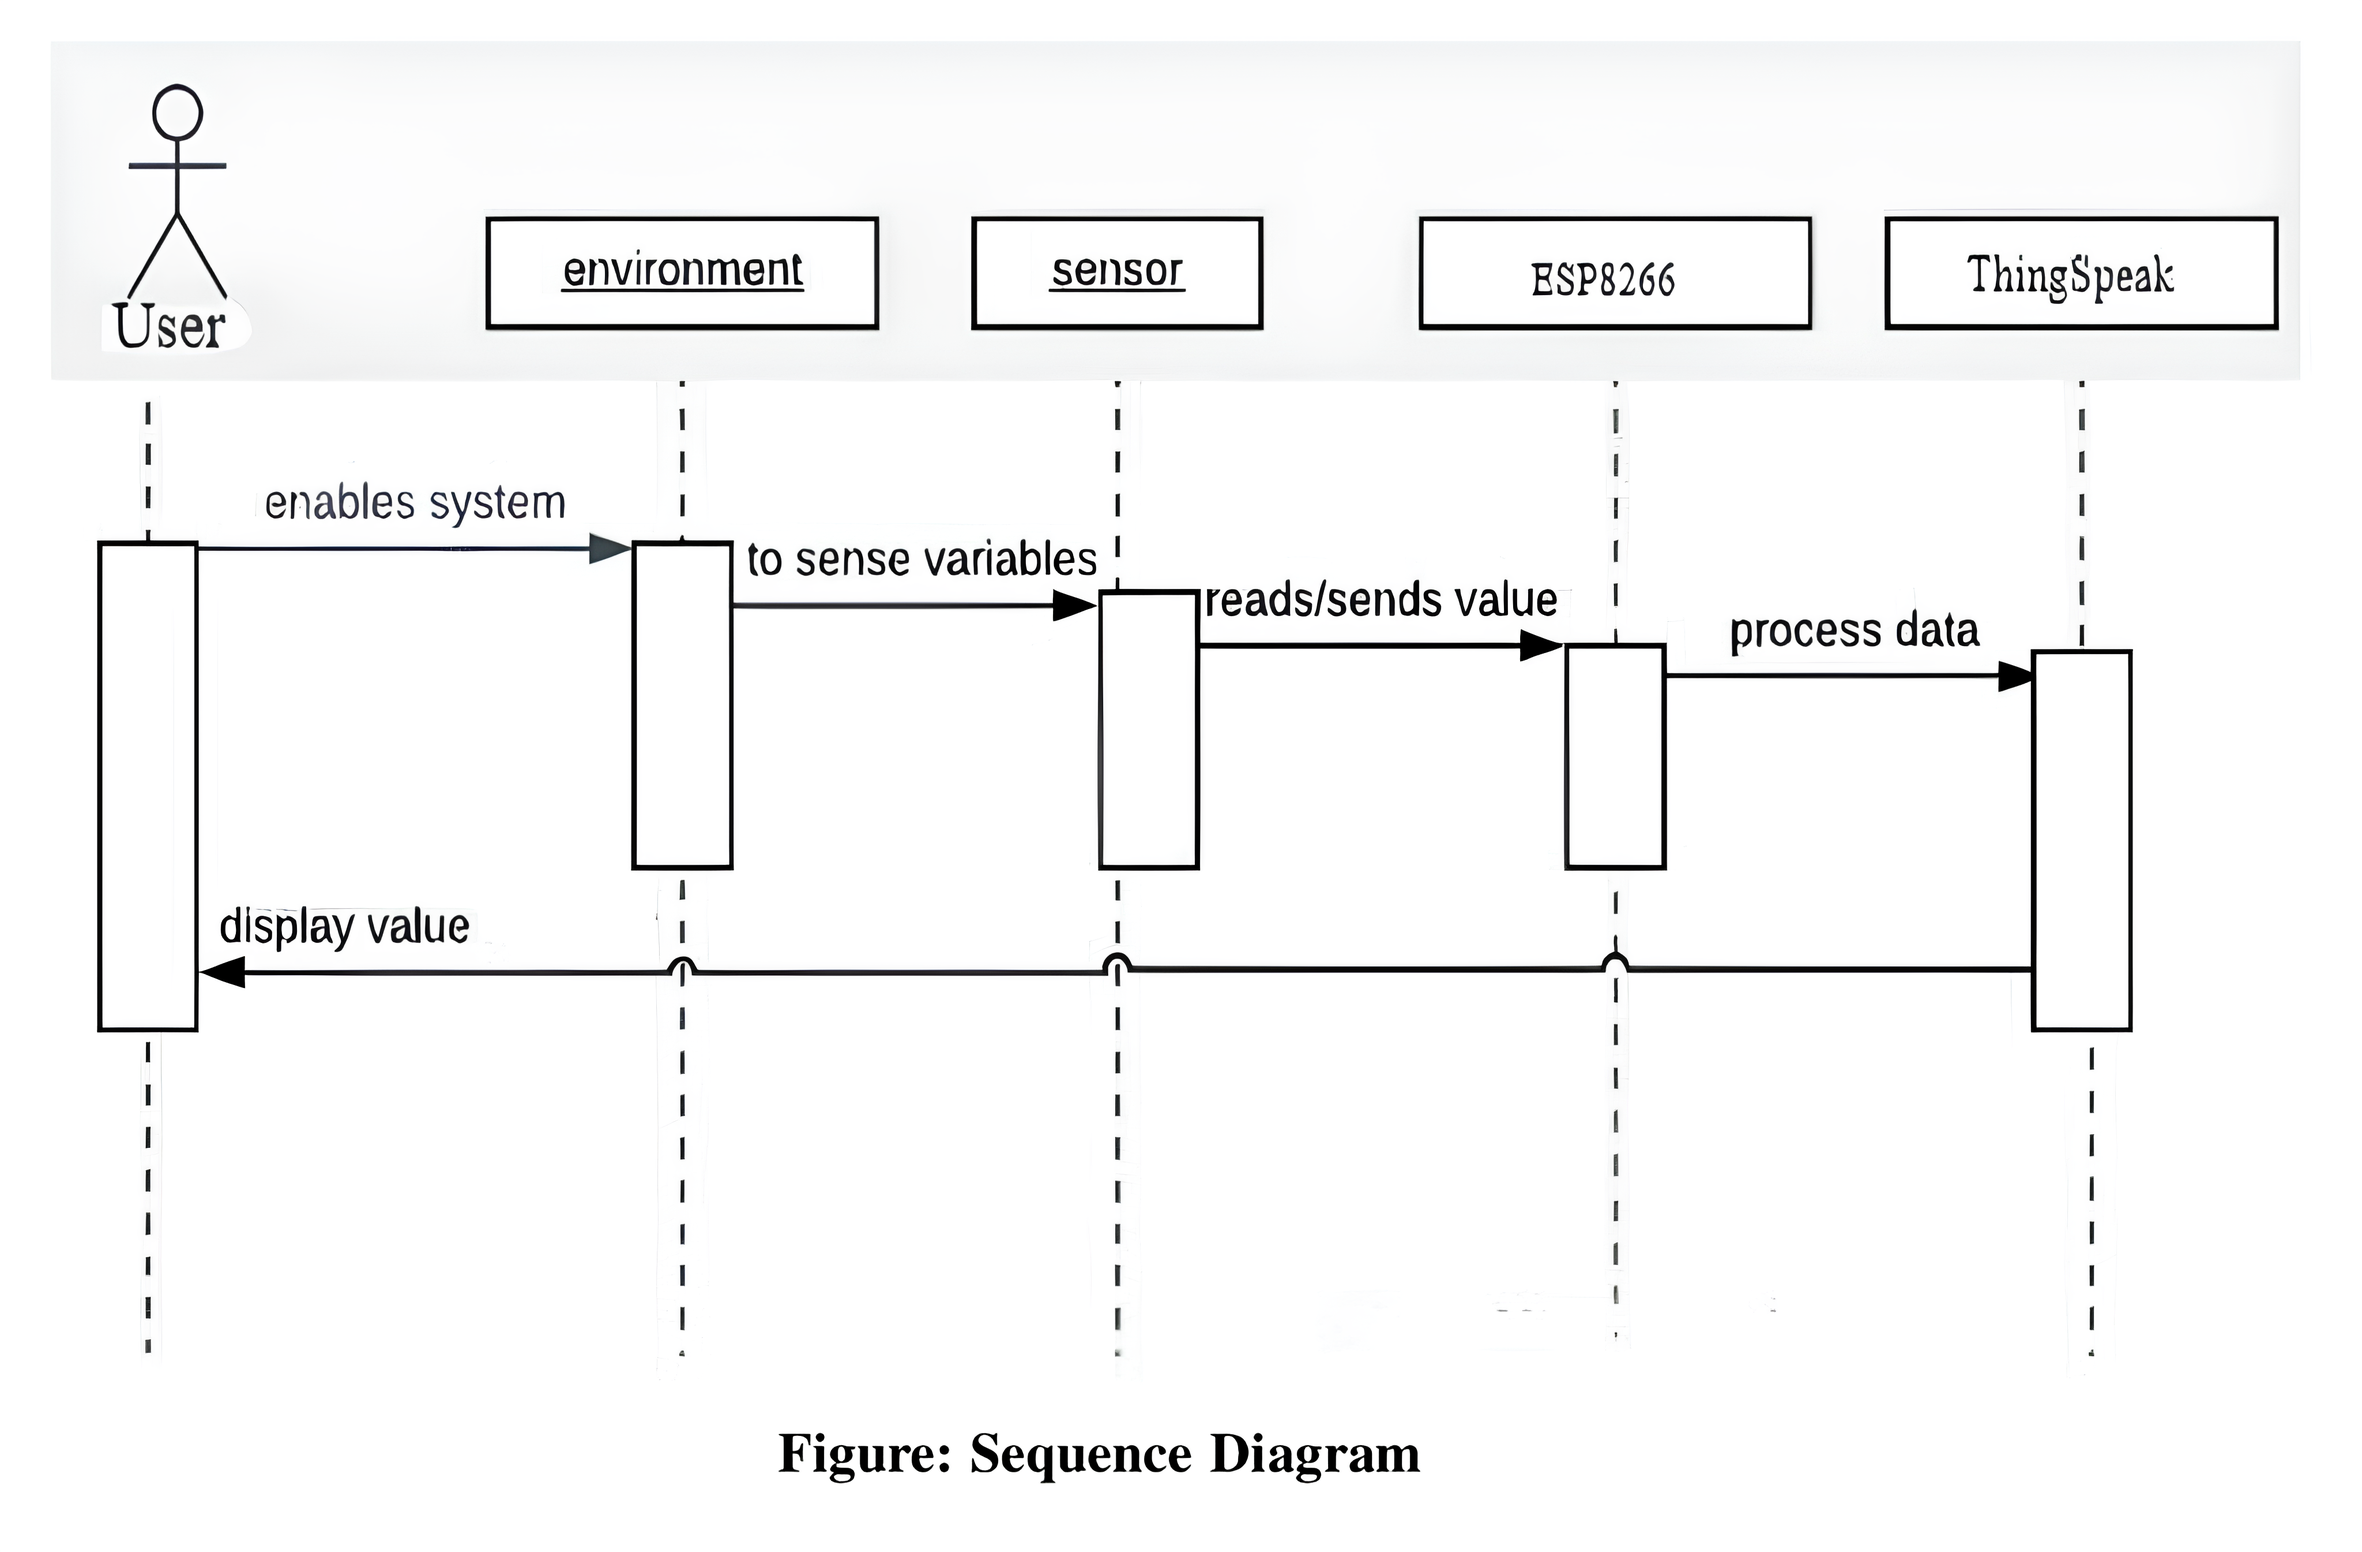 User
environment
sensor
ESP8266
ThingSpeak
enables system
to sense variables
reads/sends value
process data
display value
Figure: Sequence Diagram